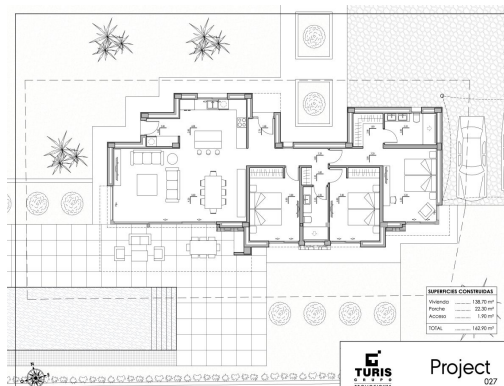 SUPERFICIES CONSTRUIDAS
Vivienda ............ 138.70 m²
Porche ............ 22.30 m²
Acceso ............ 1.90 m²
TOTAL ............ 162.90 m²
N
TURIS
GRUPO
Project
027